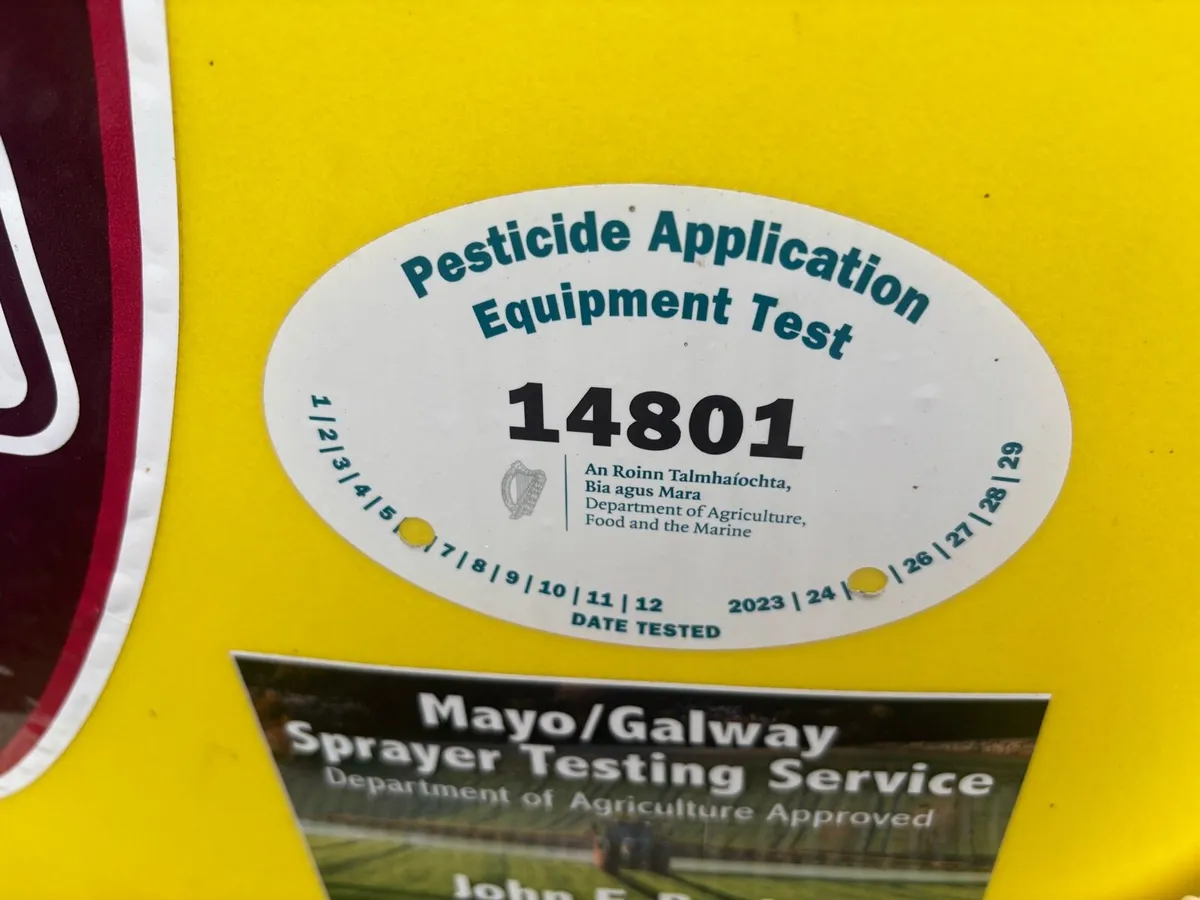 Pesticide Application
Equipment Test
14801
An Roinn Talmhaíochta,
Bia agus Mara
Department of Agriculture,
Food and the Marine
1 | 2 | 3 | 4 | 5 | | 7 | 8 | 9 | 10 | 11 | 12
2023 | 24 | | 26 | 27 | 28 | 29
DATE TESTED
Mayo/Galway
Sprayer Testing Service
Department of Agriculture Approved
John